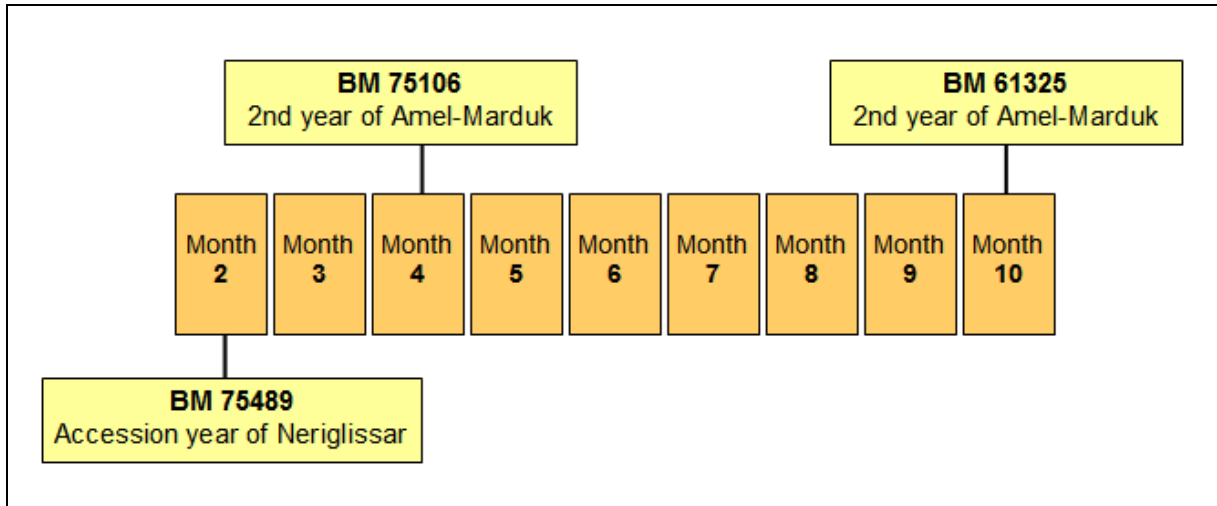 BM 75106
2nd year of Amel-Marduk
BM 61325
2nd year of Amel-Marduk
Month
2
Month
3
Month
4
Month
5
Month
6
Month
7
Month
8
Month
9
Month
10
BM 75489
Accession year of Neriglissar